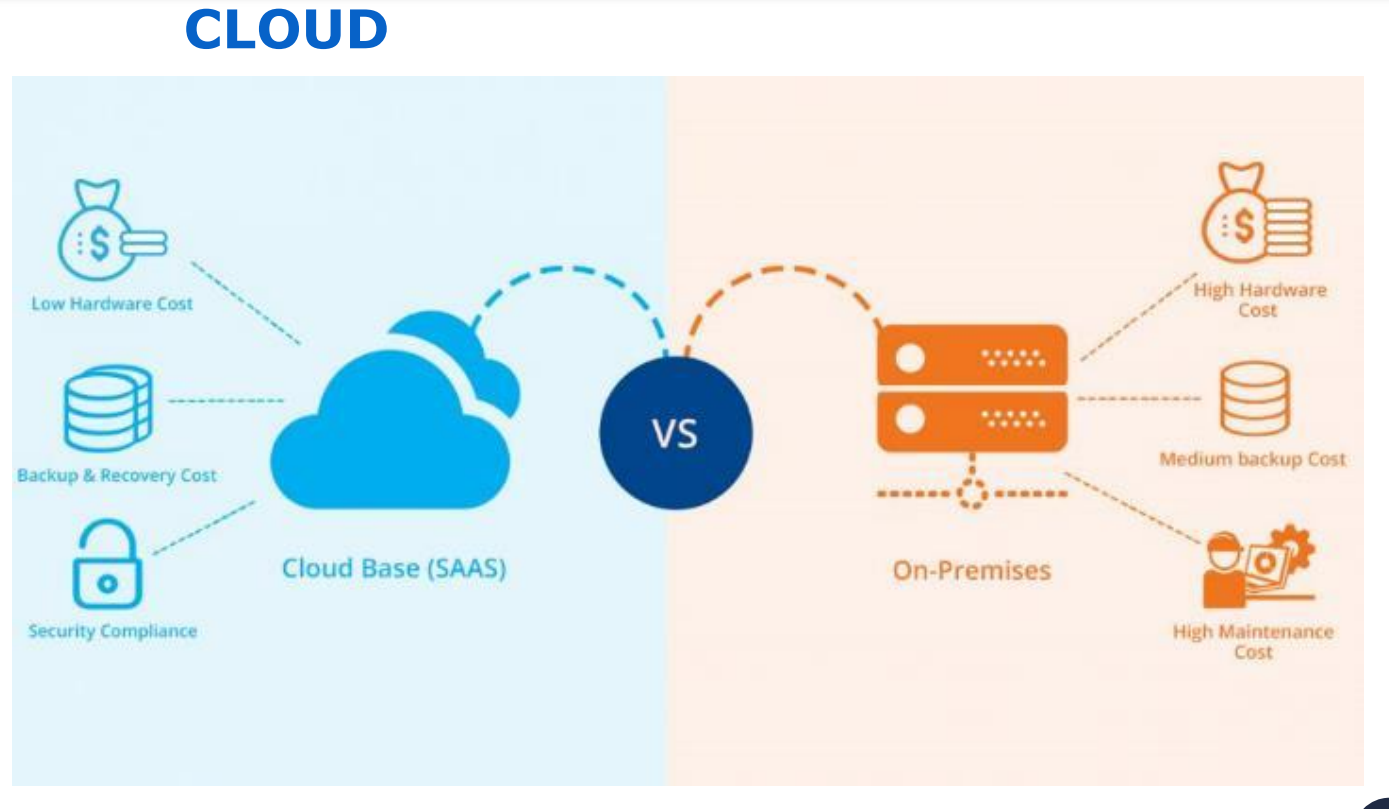 CLOUD
$
Low Hardware Cost
Backup & Recovery Cost
Security Compliance
Cloud Base (SAAS)
VS
On-Premises
$
High Hardware
Cost
Medium backup Cost
High Maintenance
Cost